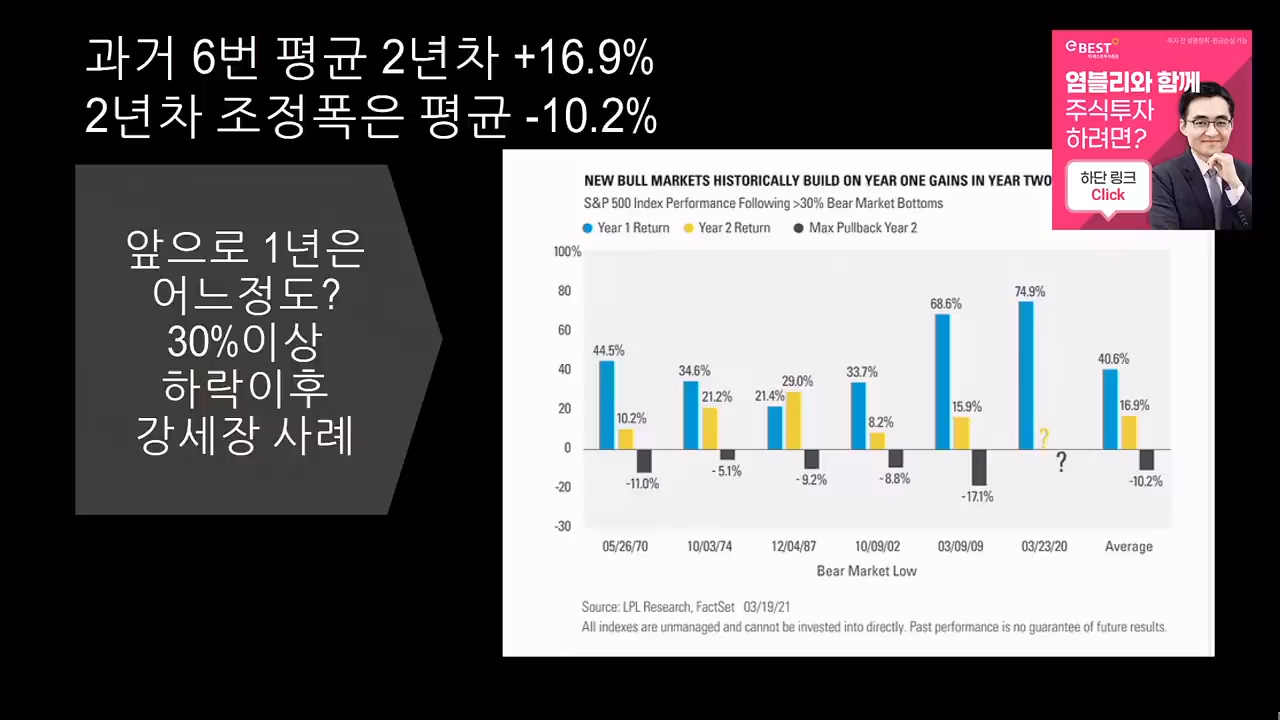 과거 6번 평균 2년차 +16.9%
2년차 조정폭은 평균 -10.2%
eBEST
염블리와 함께
주식투자
하려면?
하단 링크
Click
앞으로 1년은
어느정도?
30%이상
하락이후
강세장 사례
NEW BULL MARKETS HISTORICALLY BUILD ON YEAR ONE GAINS IN YEAR TWO
S&P 500 Index Performance Following >30% Bear Market Bottoms
Year 1 Return Year 2 Return Max Pullback Year 2
100%
80
60
40
20
0
-20
-30
44.5% 10.2% -11.0%
34.6% 21.2% - 5.1%
21.4% 29.0% - 9.2%
33.7% 8.2% - 8.8%
68.6% 15.9% -17.1%
74.9% ? ?
40.6% 16.9% -10.2%
05/26/70 10/03/74 12/04/87 10/09/02 03/09/09 03/23/20 Average
Bear Market Low
Source: LPL Research, FactSet 03/19/21
All indexes are unmanaged and cannot be invested into directly. Past performance is no guarantee of future results.